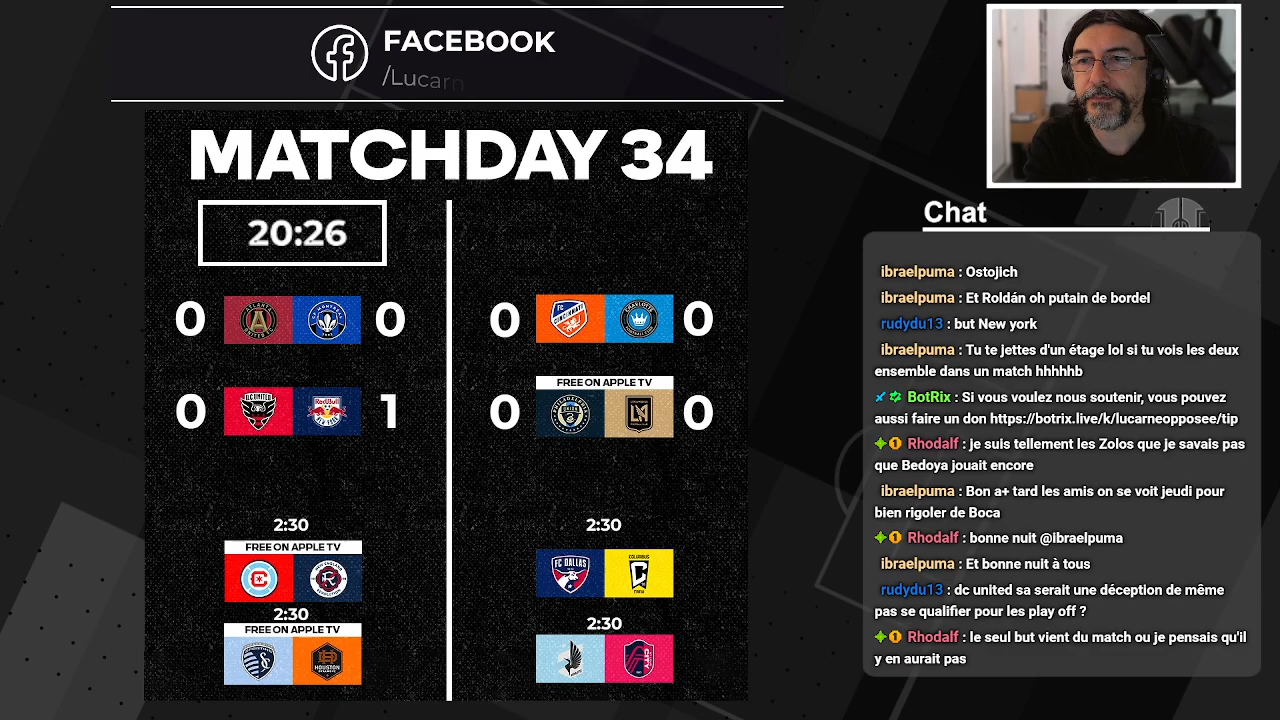 FACEBOOK
/Lucarn
MATCHDAY 34
20:26
0 0
0 0
0 1
FREE ON APPLE TV
0 0
2:30
FREE ON APPLE TV
2:30
FREE ON APPLE TV
2:30
FC DALLAS
COLUMBUS
2:30
CITY
Chat
ibraelpuma : Ostojich
ibraelpuma : Et Roldán oh putain de bordel
rudydu13 : but New york
ibraelpuma : Tu te jettes d'un étage lol si tu vois les deux
ensemble dans un match hhhhhb
BotRix : Si vous voulez nous soutenir, vous pouvez
aussi faire un don https://botrix.live/k/lucarneopposee/tip
Rhodalf : je suis tellement les Zolos que je savais pas
que Bedoya jouait encore
ibraelpuma : Bon a+ tard les amis on se voit jeudi pour
bien rigoler de Boca
Rhodalf : bonne nuit @ibraelpuma
ibraelpuma : Et bonne nuit à tous
rudydu13 : dc united sa serait une déception de même
pas se qualifier pour les play off ?
Rhodalf : le seul but vient du match ou je pensais qu'il
y en aurait pas